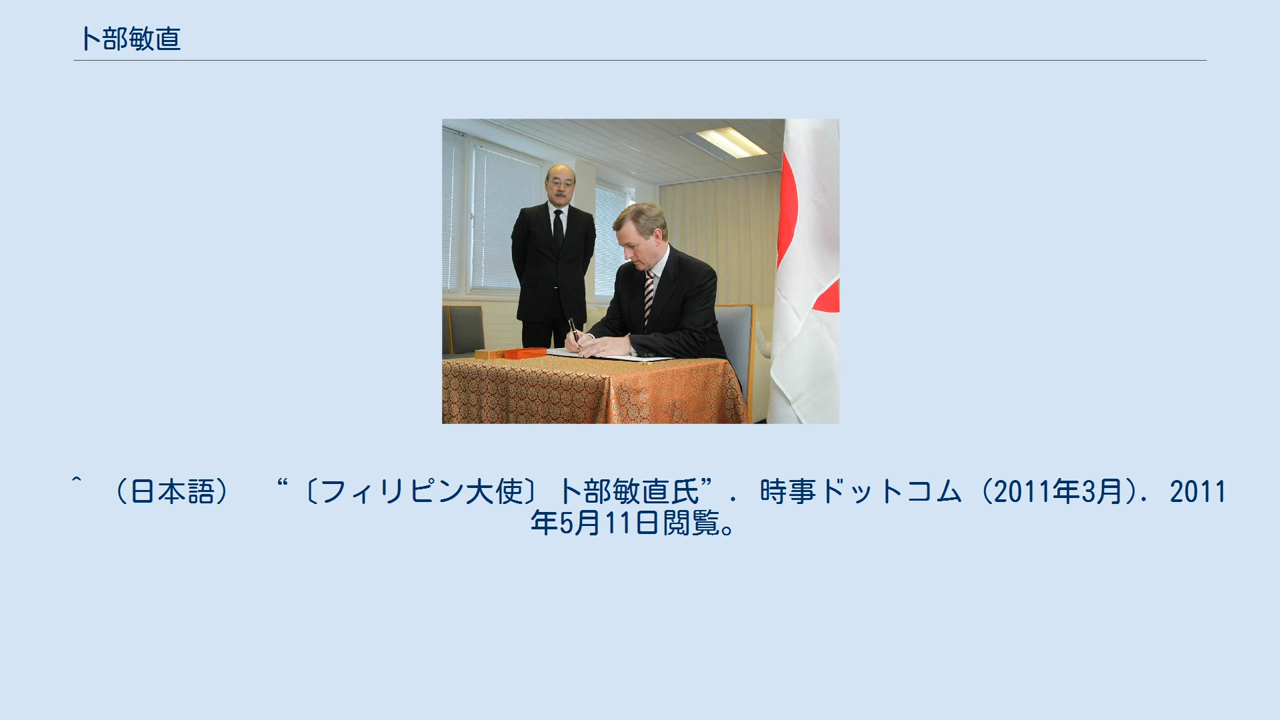 卜部敏直
^ （日本語） “〔フィリピン大使〕卜部敏直氏”. 時事ドットコム (2011年3月). 2011
年5月11日閲覧。